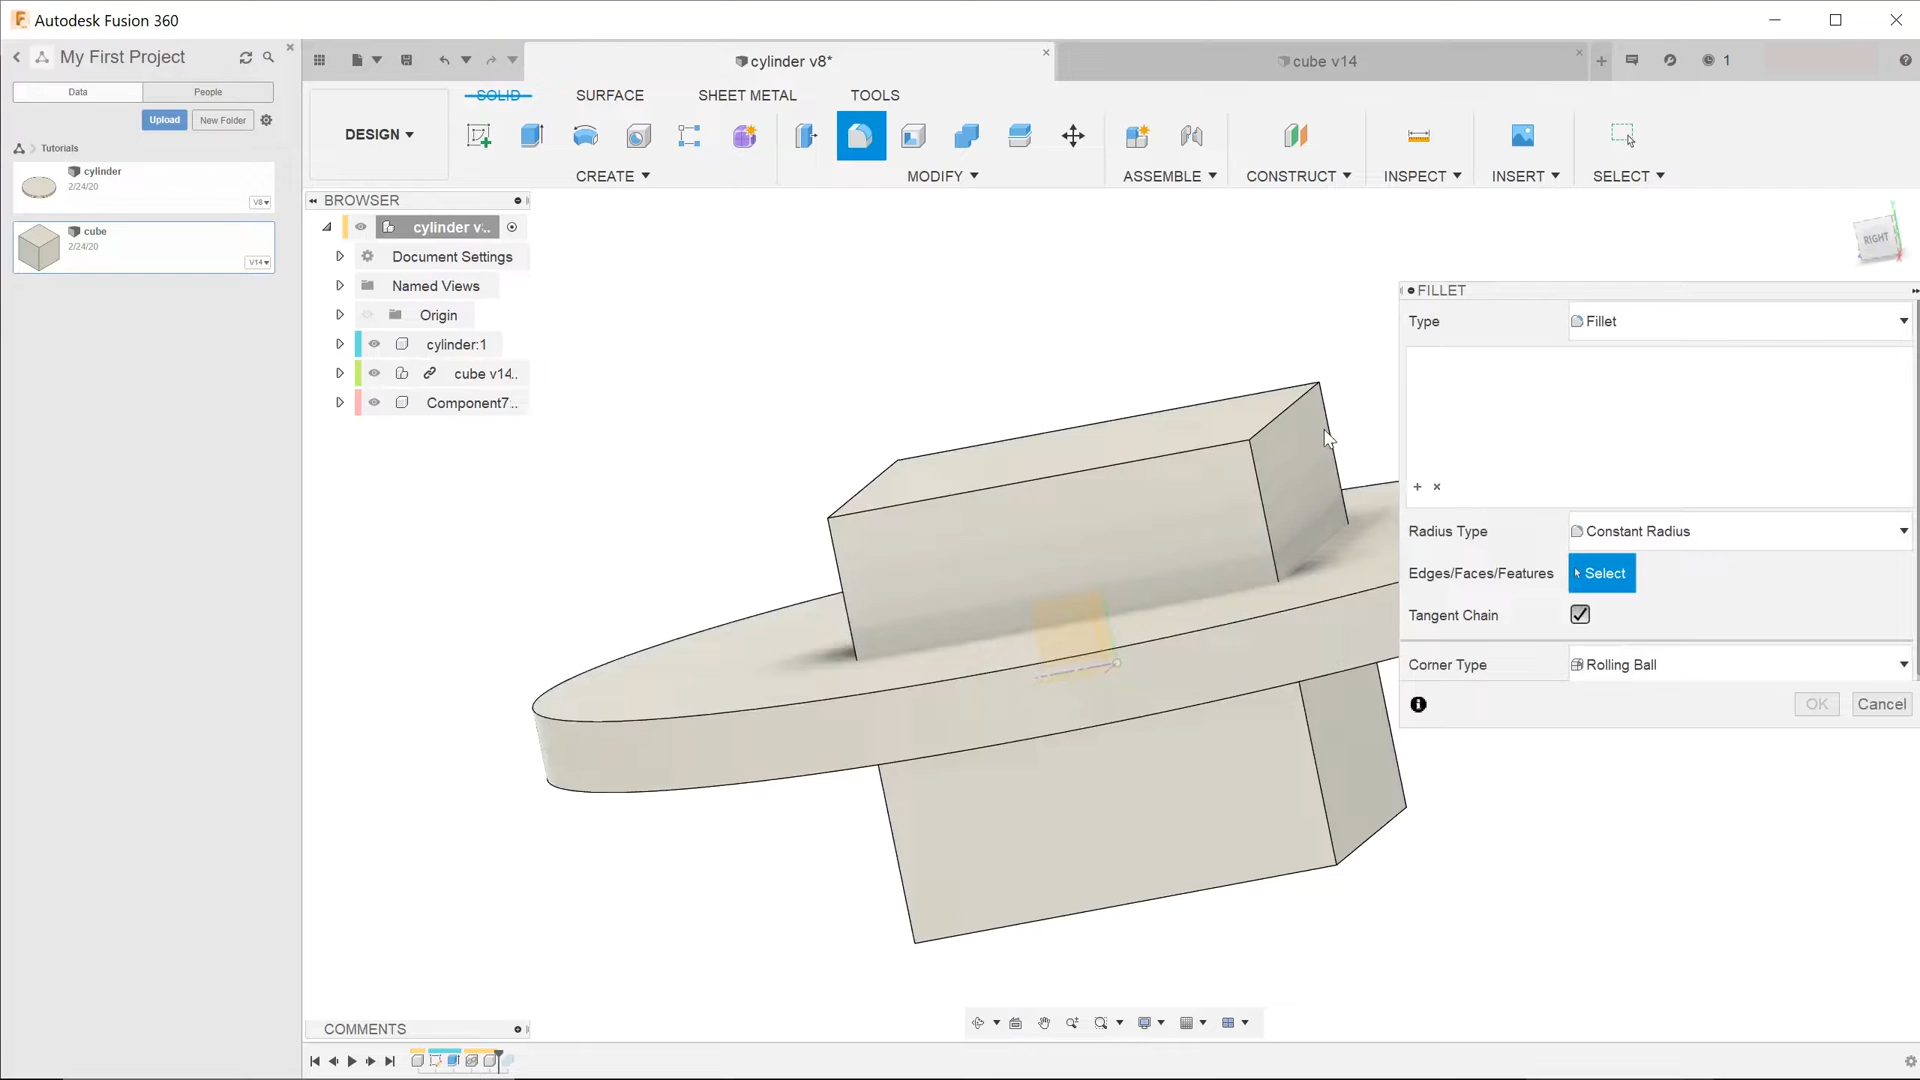 Autodesk Fusion 360
My First Project
Data
People
Upload
New Folder
Tutorials
cylinder
2/24/20
V8
cube
2/24/20
V14
cylinder v8*
cube v14
1
SOLID
SURFACE
SHEET METAL
TOOLS
DESIGN
CREATE
MODIFY
ASSEMBLE
CONSTRUCT
INSPECT
INSERT
SELECT
BROWSER
cylinder v..
Document Settings
Named Views
Origin
cylinder:1
cube v14..
Component7..
RIGHT
FILLET
Type
Fillet
Radius Type
Constant Radius
Edges/Faces/Features
Select
Tangent Chain
Corner Type
Rolling Ball
OK
Cancel
COMMENTS